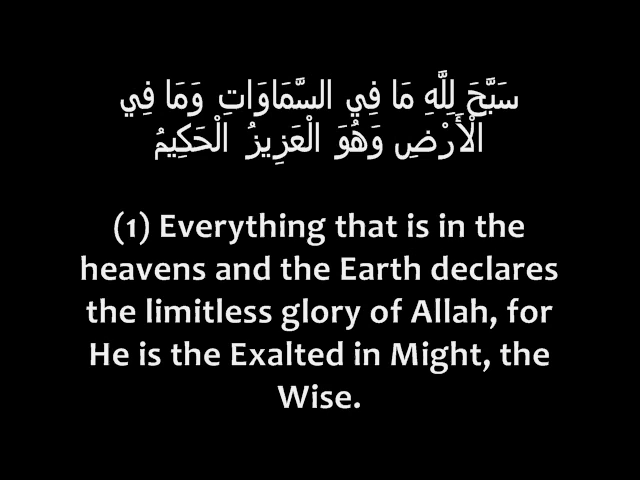 سَبَّحَ لِلَّهِ مَا فِي السَّمَاوَاتِ وَمَا فِي
الْأَرْضِ وَهُوَ الْعَزِيزُ الْحَكِيمُ
(1) Everything that is in the
heavens and the Earth declares
the limitless glory of Allah, for
He is the Exalted in Might, the
Wise.